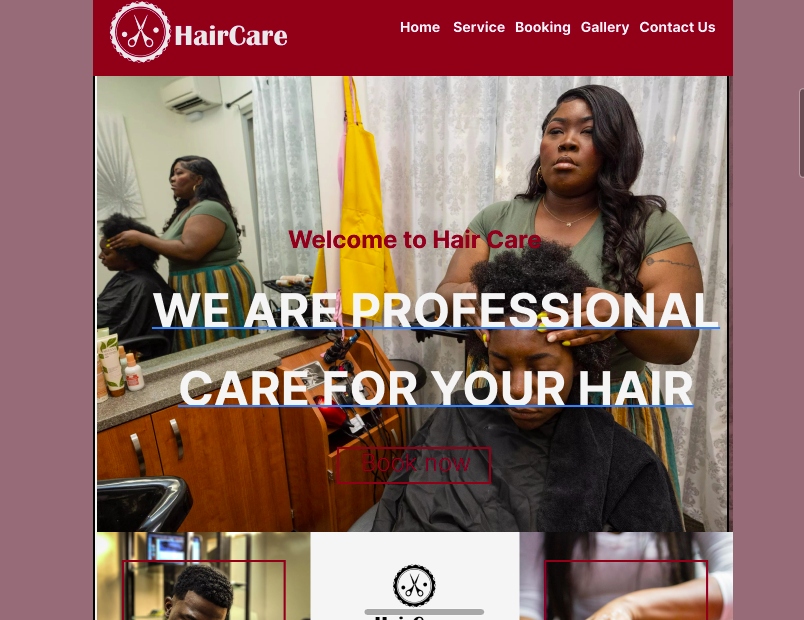 HairCare
Home Service Booking Gallery Contact Us
Welcome to Hair Care
WE ARE PROFESSIONAL
CARE FOR YOUR HAIR
Book now